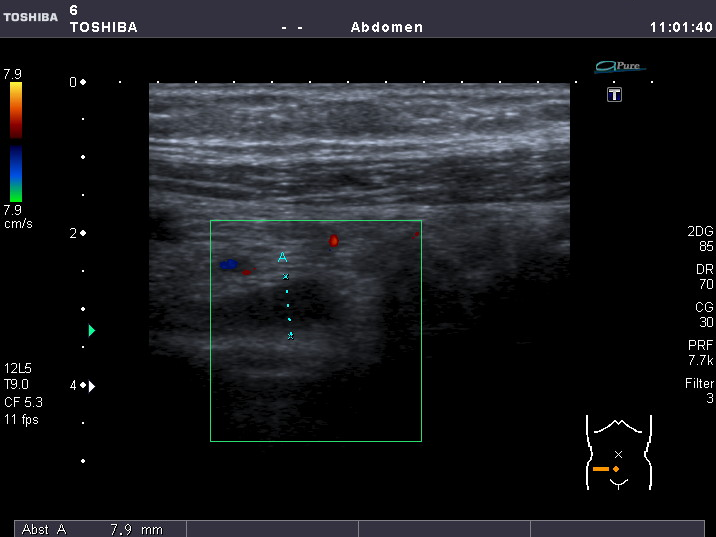 TOSHIBA
6
TOSHIBA - - Abdomen 11:01:40
Pure
T
7.9
7.9
cm/s
0
2
4
A
2DG
85
DR
70
CG
30
PRF
7.7k
Filter
3
12L5
T9.0
CF 5.3
11 fps
Abst A 7.9 mm